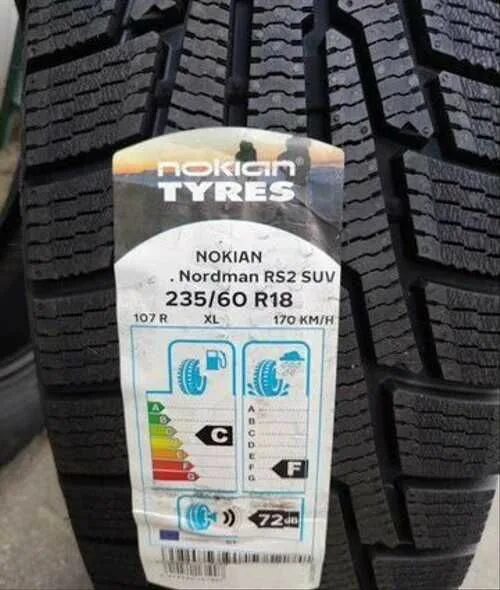 nokian
TYRES
NOKIAN
. Nordman RS2 SUV
235/60 R18
107 R XL 170 KM/H
A
B
C
D
E
F
G
C
A
B
C
D
E
F
G
F
72dB